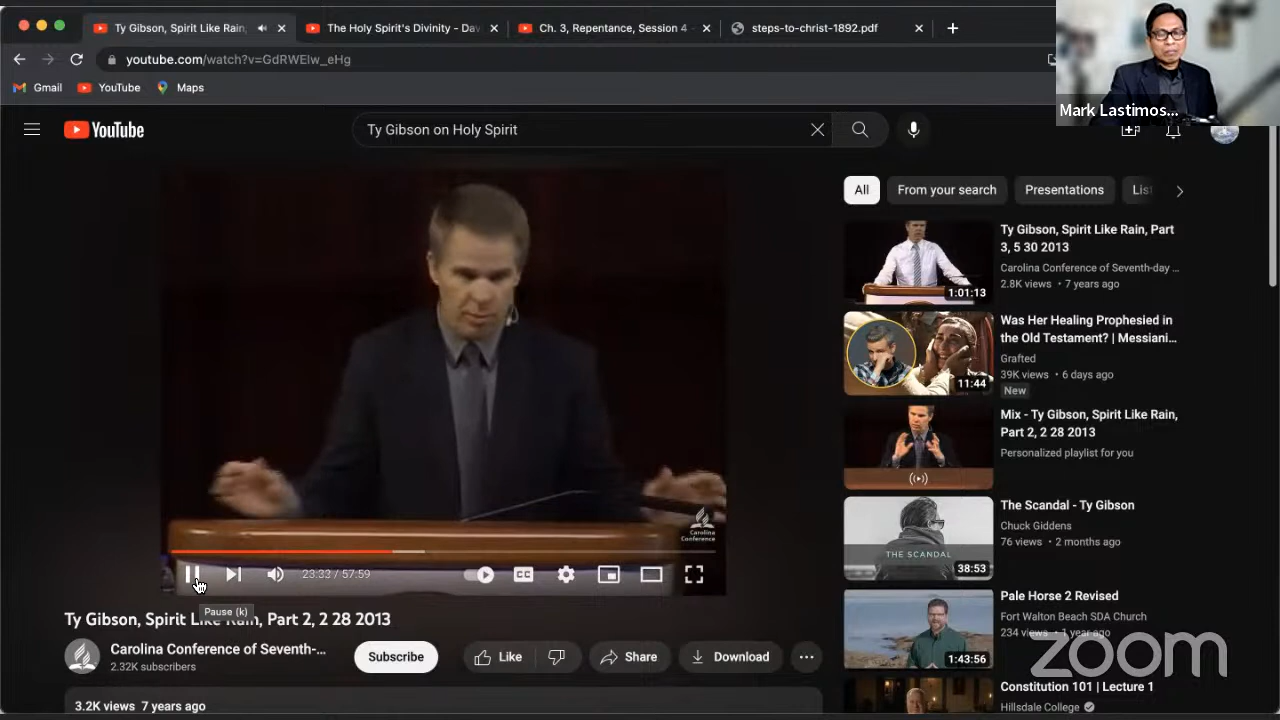 Ty Gibson, Spirit Like Rain,
The Holy Spirit's Divinity - Da
Ch. 3, Repentance, Session 4 -
steps-to-christ-1892.pdf
youtube.com/watch?v=GdRWEIw_eHg
Gmail
YouTube
Maps
Mark Lastimos...
YouTube
Ty Gibson on Holy Spirit
All
From your search
Presentations
Ty Gibson, Spirit Like Rain, Part
3, 5 30 2013
Carolina Conference of Seventh-day ...
2.8K views • 7 years ago
1:01:13
Was Her Healing Prophesied in
the Old Testament? | Messiani...
Grafted
39K views • 6 days ago
New
11:44
Mix - Ty Gibson, Spirit Like Rain,
Part 2, 2 28 2013
Personalized playlist for you
The Scandal - Ty Gibson
Chuck Giddens
76 views • 2 months ago
THE SCANDAL
38:53
Pale Horse 2 Revised
Fort Walton Beach SDA Church
234 views • 1 year ago
1:43:56
Constitution 101 | Lecture 1
Hillsdale College
zoom
Carolina
Conference
23:33 / 57:59
CC
Pause (k)
Ty Gibson, Spirit Like Rain, Part 2, 2 28 2013
Carolina Conference of Seventh-...
2.32K subscribers
Subscribe
Like
Share
Download
3.2K views 7 years ago